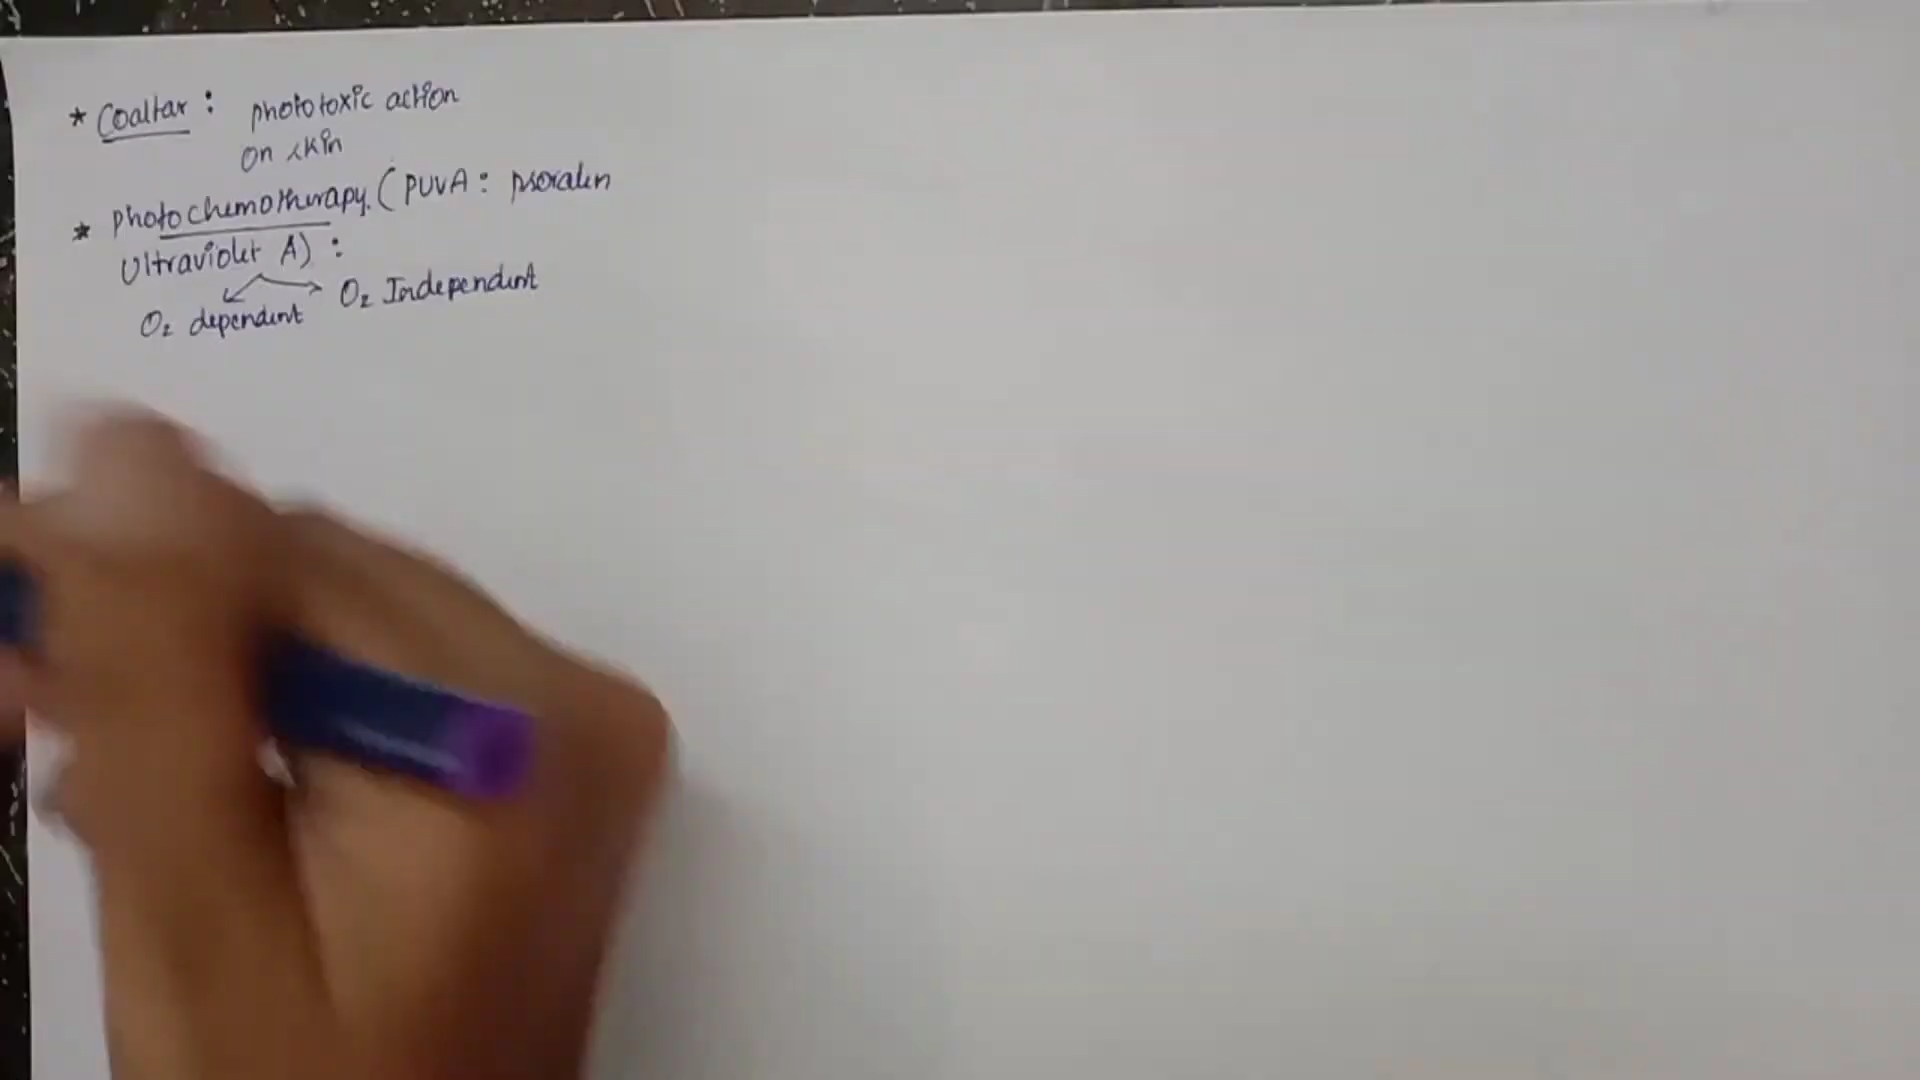 * Coaltar : phototoxic action
on skin
* Photochemotherapy. (PUVA : psoralen
Ultraviolet A) :
O₂ dependent O₂ Independent